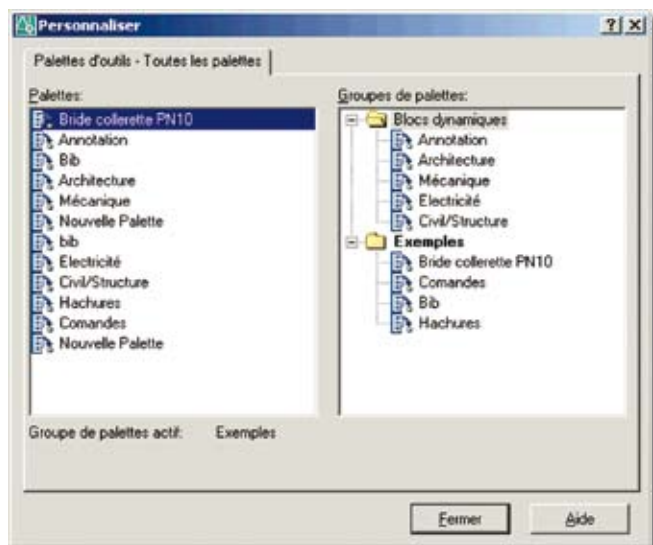 Personnaliser
Palettes d'outils - Toutes les palettes
Palettes:
Bride collerette PN10
Annotation
Bib
Architecture
Mécanique
Nouvelle Palette
bib
Electricité
Civil/Structure
Hachures
Comandes
Nouvelle Palette
Groupes de palettes:
Blocs dynamiques
Annotation
Architecture
Mécanique
Electricité
Civil/Structure
Exemples
Bride collerette PN10
Comandes
Bib
Hachures
Groupe de palettes actif: Exemples
Fermer
Aide